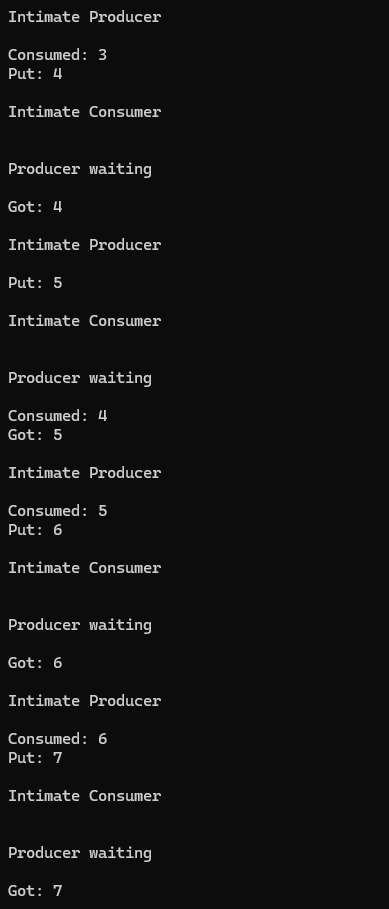 Intimate Producer
Consumed: 3
Put: 4
Intimate Consumer
Producer waiting
Got: 4
Intimate Producer
Put: 5
Intimate Consumer
Producer waiting
Consumed: 4
Got: 5
Intimate Producer
Consumed: 5
Put: 6
Intimate Consumer
Producer waiting
Got: 6
Intimate Producer
Consumed: 6
Put: 7
Intimate Consumer
Producer waiting
Got: 7